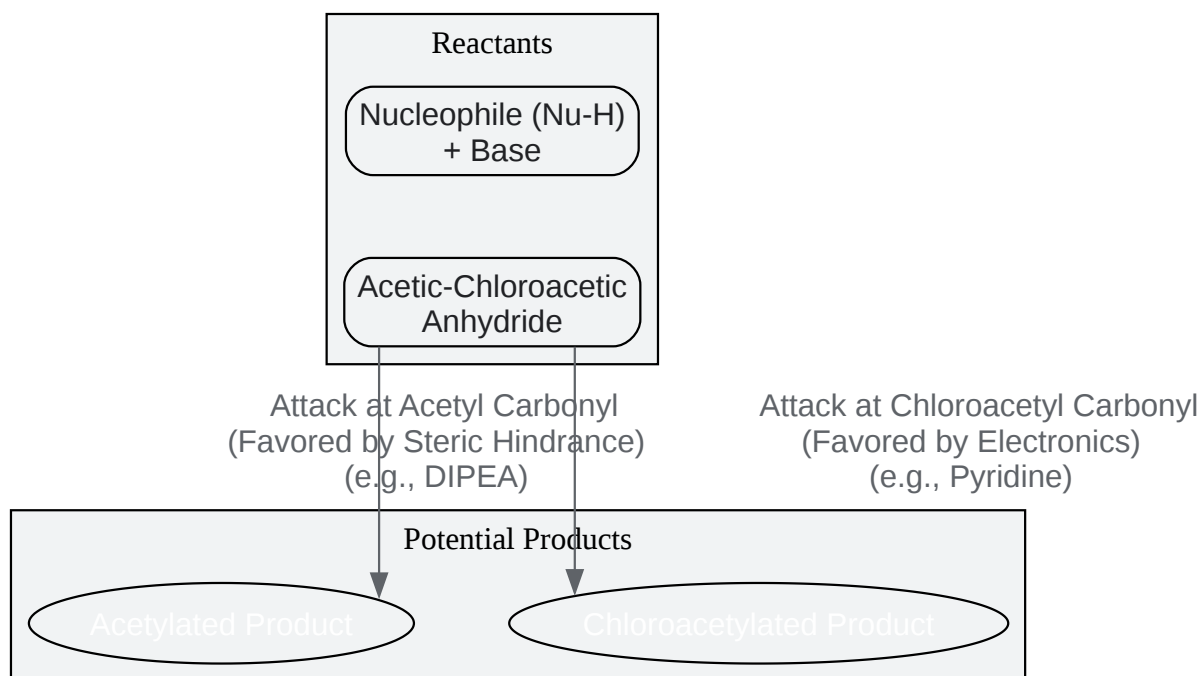 Reactants
Nucleophile (Nu-H)
+ Base
Acetic-Chloroacetic
Anhydride
Attack at Acetyl Carbonyl
(Favored by Steric Hindrance)
(e.g., DIPEA)
Attack at Chloroacetyl Carbonyl
(Favored by Electronics)
(e.g., Pyridine)
Potential Products
Acetylated Product
Chloroacetylated Product